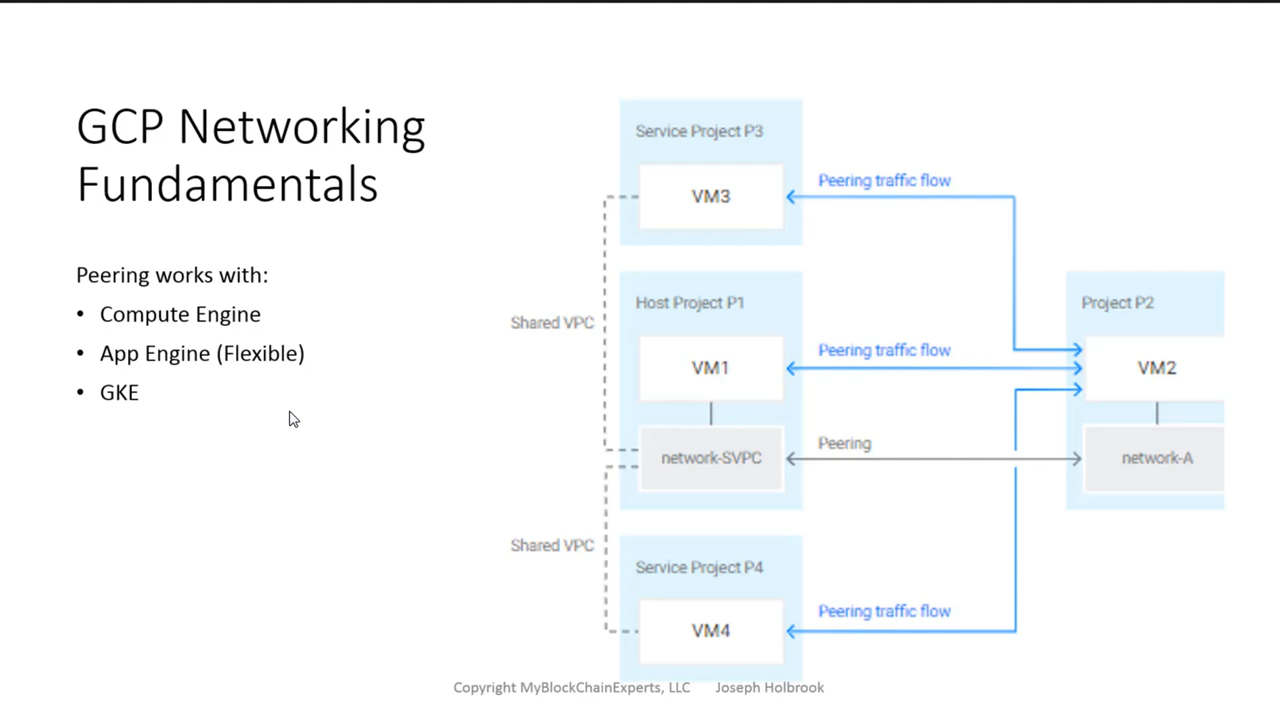 GCP Networking
Fundamentals
Peering works with:
• Compute Engine
• App Engine (Flexible)
• GKE
Service Project P3
VM3
Peering traffic flow
Shared VPC
Host Project P1
VM1
Peering traffic flow
network-SVPC
Peering
Project P2
VM2
network-A
Shared VPC
Service Project P4
VM4
Peering traffic flow
Copyright MyBlockChainExperts, LLC Joseph Holbrook